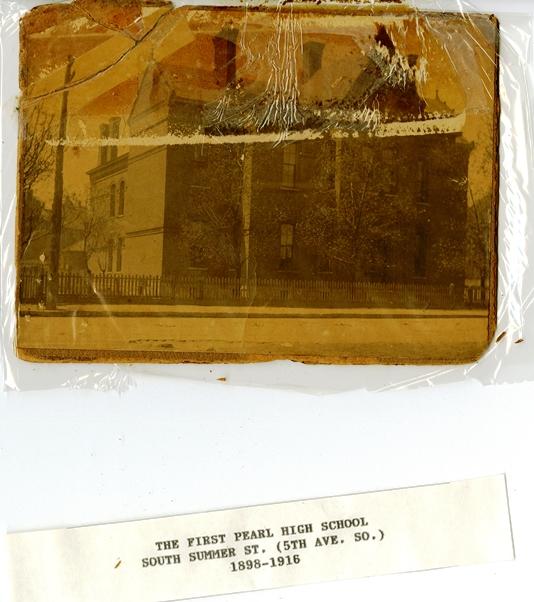 THE FIRST PEARL HIGH SCHOOL
SOUTH SUMMER ST. (5TH AVE. SO.)
1898-1916